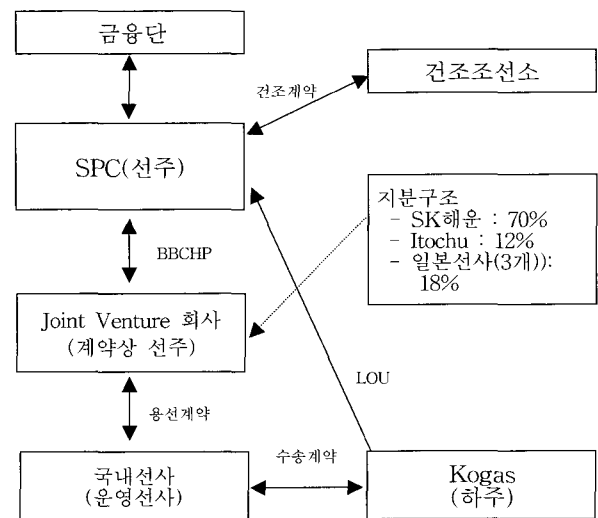 금융단
건조조선소
건조계약
SPC(선주)
지분구조
- SK해운 : 70%
- Itochu : 12%
- 일본선사(3개)):
18%
BBCHP
Joint Venture 회사
(계약상 선주)
LOU
용선계약
수송계약
국내선사
(운영선사)
Kogas
(하주)